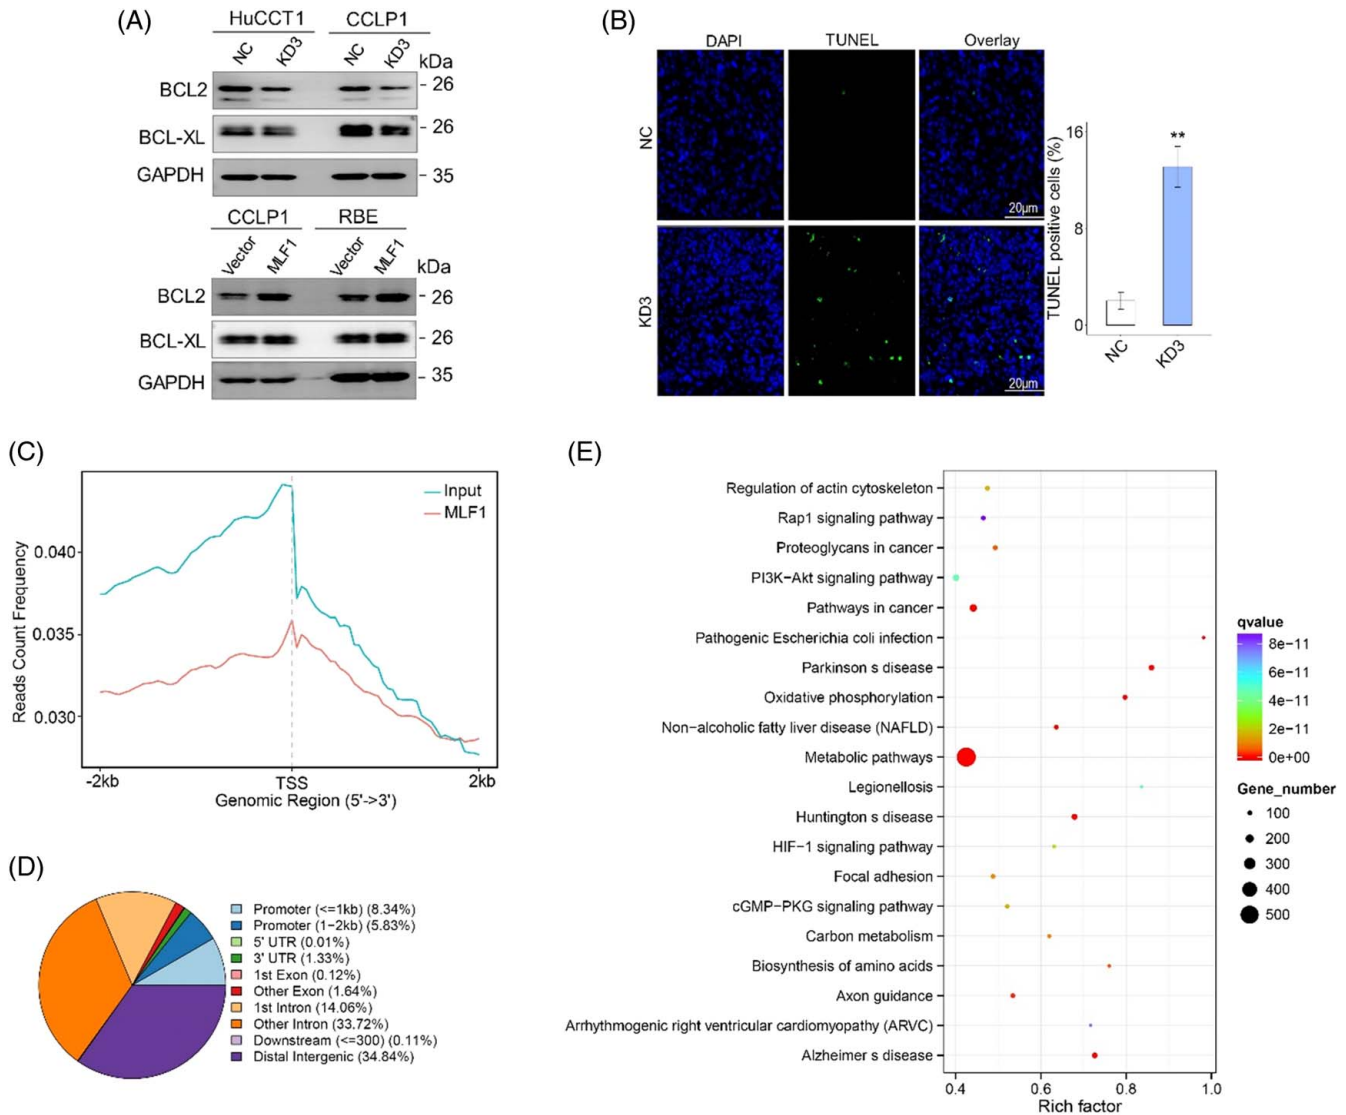 (A)
HuCCT1 CCLP1
NC KD3 NC KD3 kDa
BCL2 - 26
BCL-XL - 26
GAPDH - 35
CCLP1 RBE
Vector MLF1 Vector MLF1 kDa
BCL2 - 26
BCL-XL - 26
GAPDH - 35
(B)
DAPI TUNEL Overlay
NC
20μm
KD3
20μm
TUNEL positive cells (%)
16
8
0
**
NC KD3
(C)
Reads Count Frequency
0.040
0.035
0.030
Input
MLF1
-2kb TSS 2kb
Genomic Region (5'->3')
(D)
Promoter (<=1kb) (8.34%)
Promoter (1-2kb) (5.83%)
5' UTR (0.01%)
3' UTR (1.33%)
1st Exon (0.12%)
Other Exon (1.64%)
1st Intron (14.06%)
Other Intron (33.72%)
Downstream (<=300) (0.11%)
Distal Intergenic (34.84%)
(E)
Regulation of actin cytoskeleton
Rap1 signaling pathway
Proteoglycans in cancer
PI3K-Akt signaling pathway
Pathways in cancer
Pathogenic Escherichia coli infection
Parkinson s disease
Oxidative phosphorylation
Non-alcoholic fatty liver disease (NAFLD)
Metabolic pathways
Legionellosis
Huntington s disease
HIF-1 signaling pathway
Focal adhesion
cGMP-PKG signaling pathway
Carbon metabolism
Biosynthesis of amino acids
Axon guidance
Arrhythmogenic right ventricular cardiomyopathy (ARVC)
Alzheimer s disease
0.4 0.6 0.8 1.0
Rich factor
qvalue
8e-11
6e-11
4e-11
2e-11
0e+00
Gene_number
100
200
300
400
500